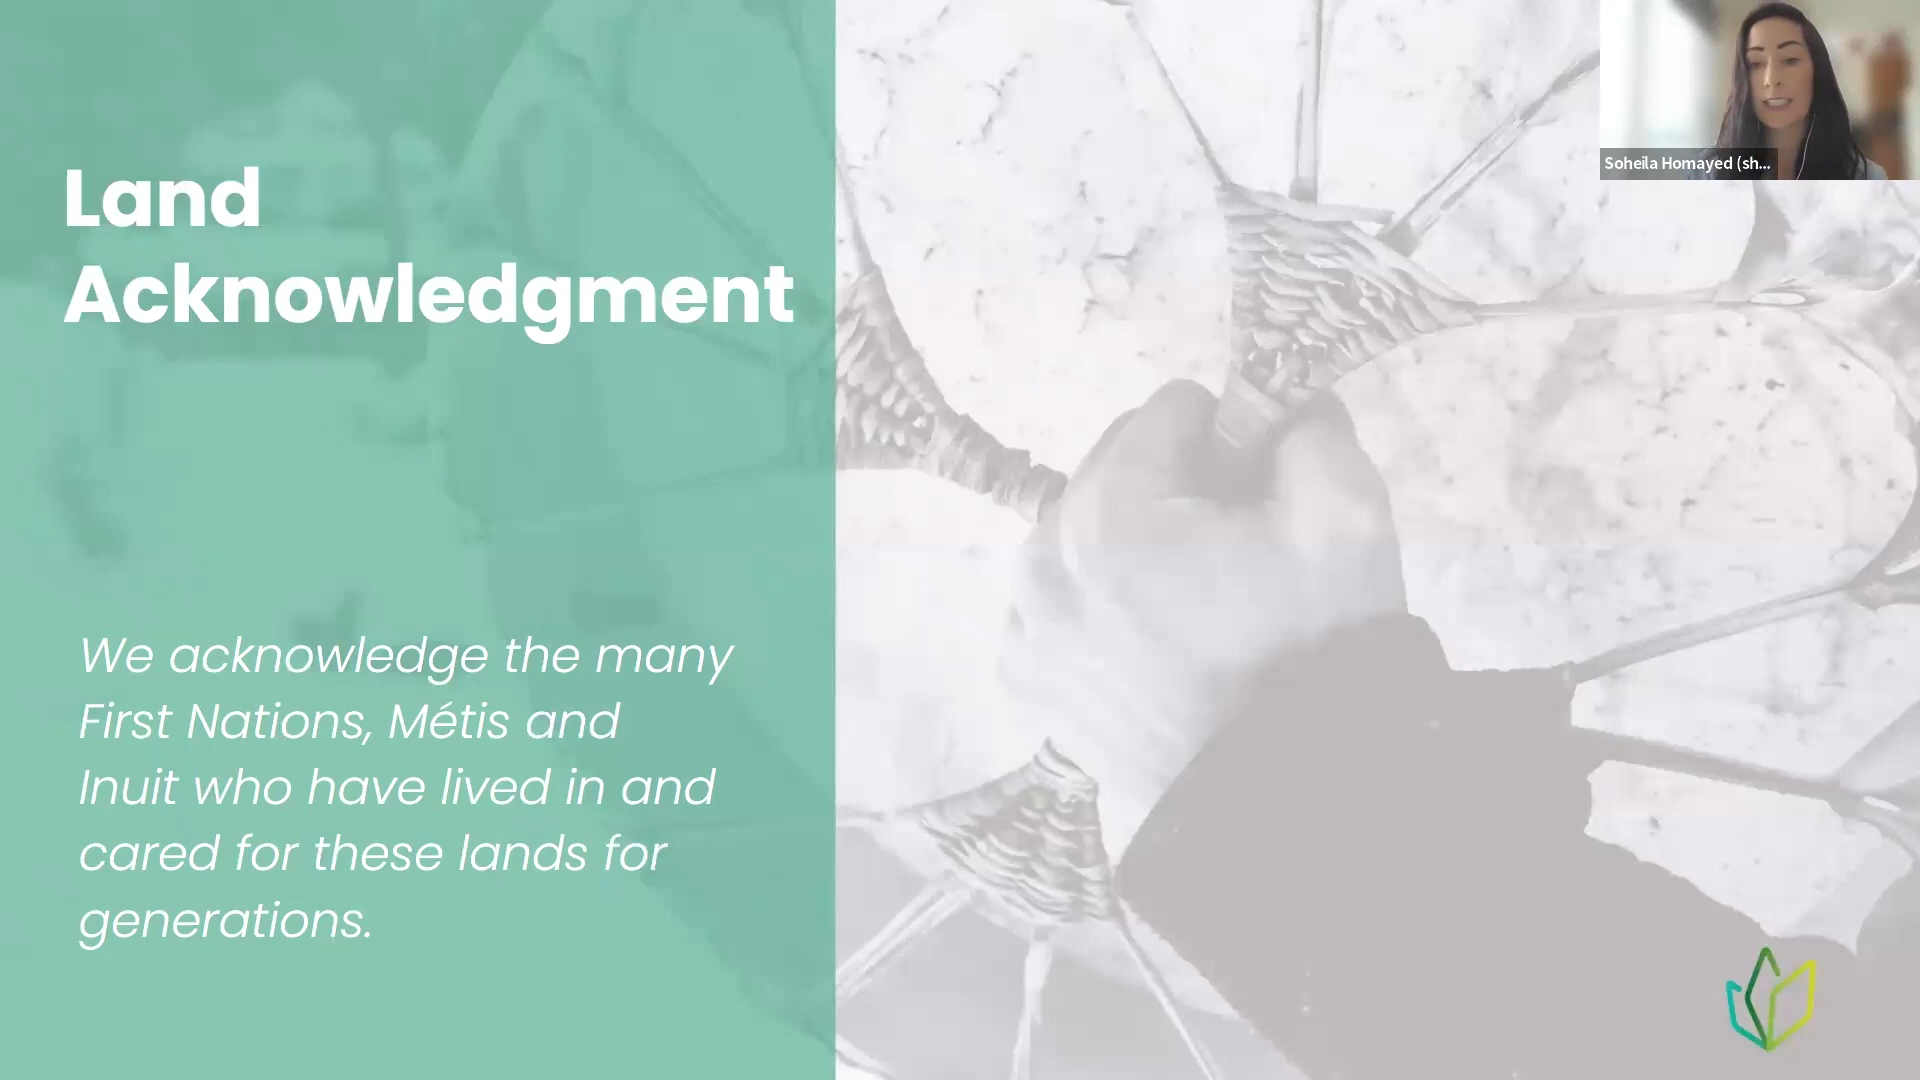 Soheila Homayed (sh...
Land
Acknowledgment
We acknowledge the many
First Nations, Métis and
Inuit who have lived in and
cared for these lands for
generations.